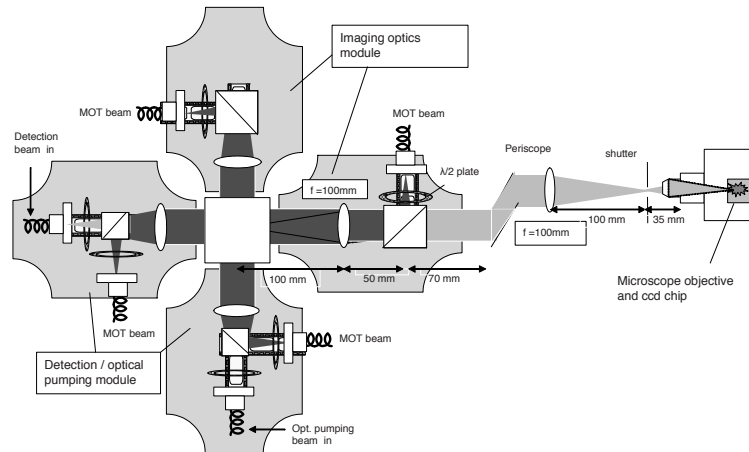 Imaging optics
module
MOT beam
MOT beam
Detection
beam in
Periscope
shutter
λ/2 plate
f =100mm
100 mm
35 mm
f =100mm
100 mm
50 mm
70 mm
Microscope objective
and ccd chip
MOT beam
MOT beam
Detection / optical
pumping module
Opt. pumping
beam in